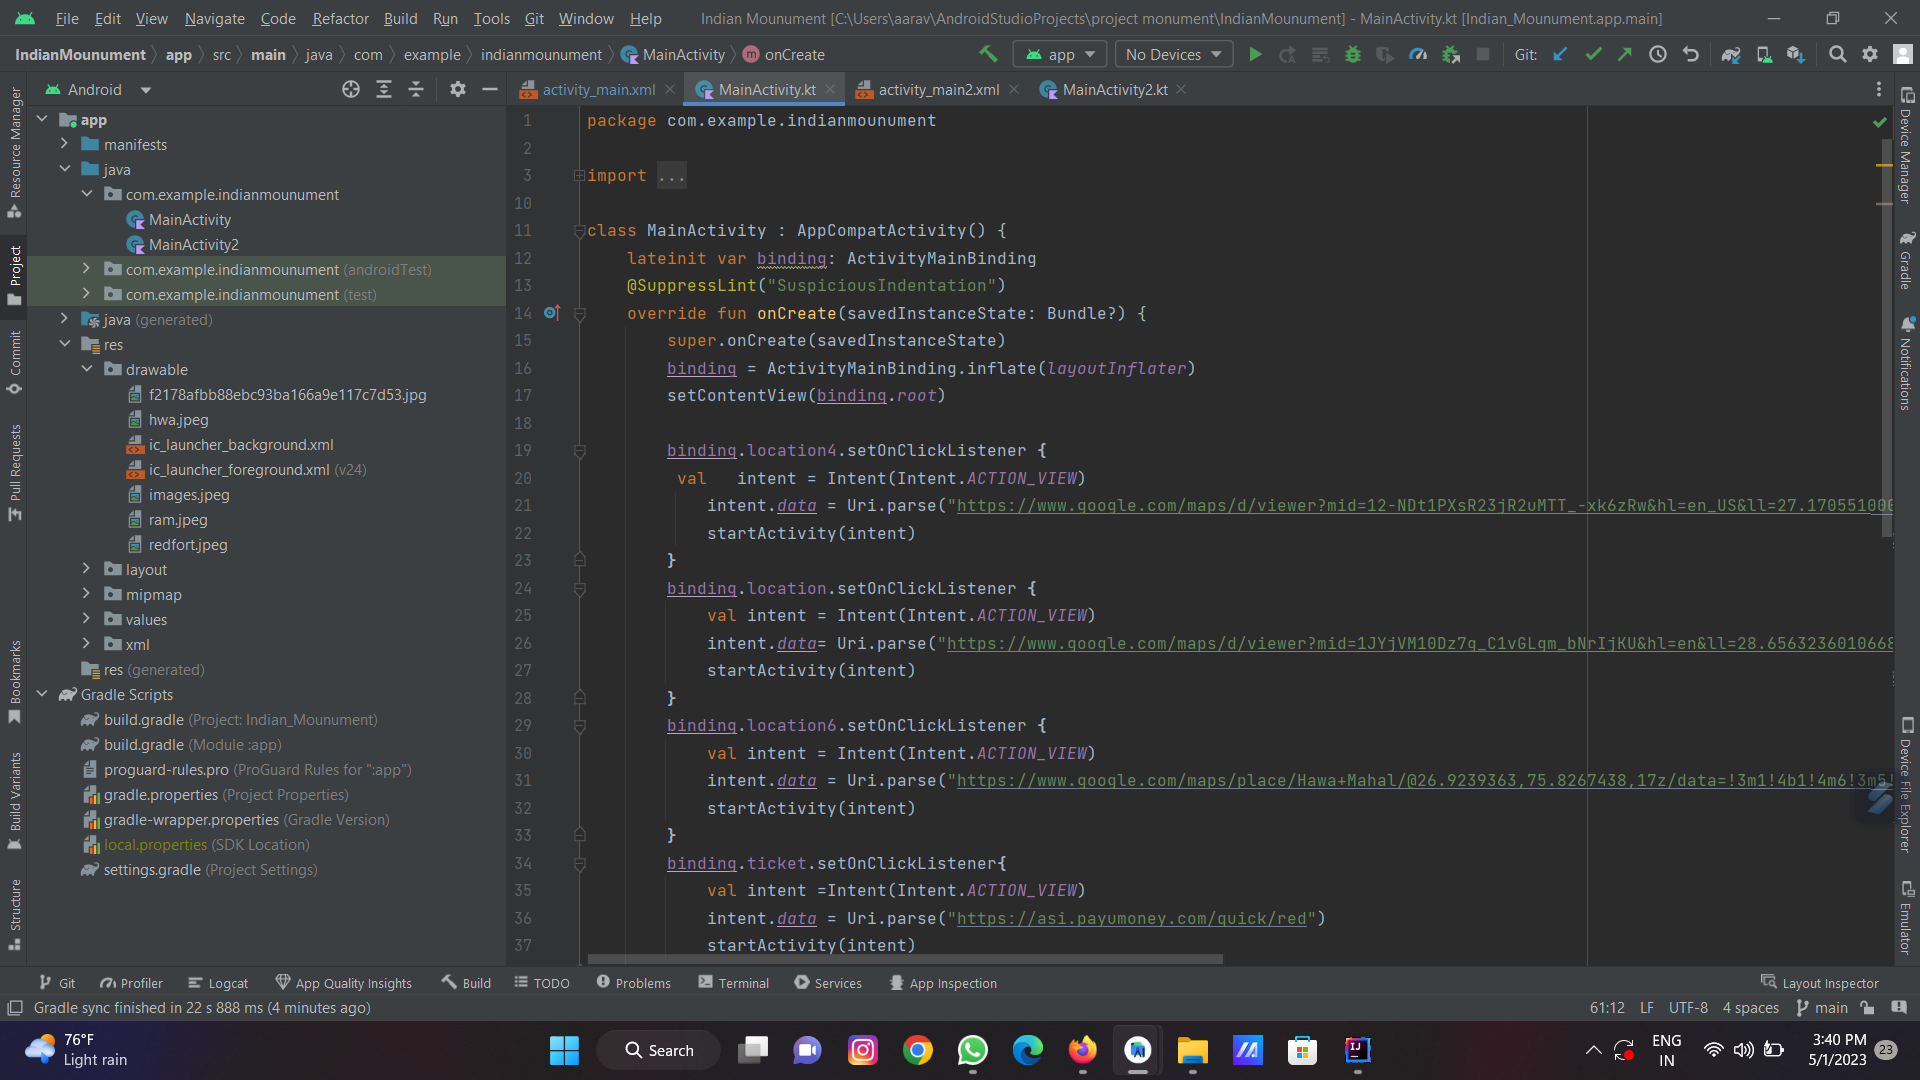 File Edit View Navigate Code Refactor Build Run Tools Git Window Help Indian Mounument [C:\Users\aarav\AndroidStudioProjects\project monument\IndianMounument] - MainActivity.kt [Indian_Mounument.app.main]
IndianMounument app src main java com example indianmounument MainActivity onCreate app No Devices Git:
Android
activity_main.xml MainActivity.kt activity_main2.xml MainActivity2.kt
Resource Manager
Project
Commit
Pull Requests
Bookmarks
Build Variants
Structure
app
manifests
java
com.example.indianmounument
MainActivity
MainActivity2
com.example.indianmounument (androidTest)
com.example.indianmounument (test)
java (generated)
res
drawable
f2178afbb88ebc93ba166a9e117c7d53.jpg
hwa.jpeg
ic_launcher_background.xml
ic_launcher_foreground.xml (v24)
images.jpeg
ram.jpeg
redfort.jpeg
layout
mipmap
values
xml
res (generated)
Gradle Scripts
build.gradle (Project: Indian_Mounument)
build.gradle (Module :app)
proguard-rules.pro (ProGuard Rules for ":app")
gradle.properties (Project Properties)
gradle-wrapper.properties (Gradle Version)
local.properties (SDK Location)
settings.gradle (Project Settings)
1 package com.example.indianmounument
2
3 import ...
10
11 class MainActivity : AppCompatActivity() {
12 lateinit var binding: ActivityMainBinding
13 @SuppressLint("SuspiciousIndentation")
14 override fun onCreate(savedInstanceState: Bundle?) {
15 super.onCreate(savedInstanceState)
16 binding = ActivityMainBinding.inflate(layoutInflater)
17 setContentView(binding.root)
18
19 binding.location4.setOnClickListener {
20 val intent = Intent(Intent.ACTION_VIEW)
21 intent.data = Uri.parse("https://www.google.com/maps/d/viewer?mid=12-NDt1PXsR23jR2uMTT_-xk6zRw&hl=en_US&ll=27.170551000
22 startActivity(intent)
23 }
24 binding.location.setOnClickListener {
25 val intent = Intent(Intent.ACTION_VIEW)
26 intent.data= Uri.parse("https://www.google.com/maps/d/viewer?mid=1JYjVM10Dz7q_C1vGLgm_bNrIjKU&hl=en&ll=28.6563236010668
27 startActivity(intent)
28 }
29 binding.location6.setOnClickListener {
30 val intent = Intent(Intent.ACTION_VIEW)
31 intent.data = Uri.parse("https://www.google.com/maps/place/Hawa+Mahal/@26.9239363,75.8267438,17z/data=!3m1!4b1!4m6!3m5!
32 startActivity(intent)
33 }
34 binding.ticket.setOnClickListener{
35 val intent =Intent(Intent.ACTION_VIEW)
36 intent.data = Uri.parse("https://asi.payumoney.com/quick/red")
37 startActivity(intent)
Device Manager
Gradle
Notifications
Device File Explorer
Emulator
Git Profiler Logcat App Quality Insights Build TODO Problems Terminal Services App Inspection Layout Inspector
Gradle sync finished in 22 s 888 ms (4 minutes ago) 61:12 LF UTF-8 4 spaces main
76°F
Light rain
Search
ENG
IN
3:40 PM
5/1/2023
23